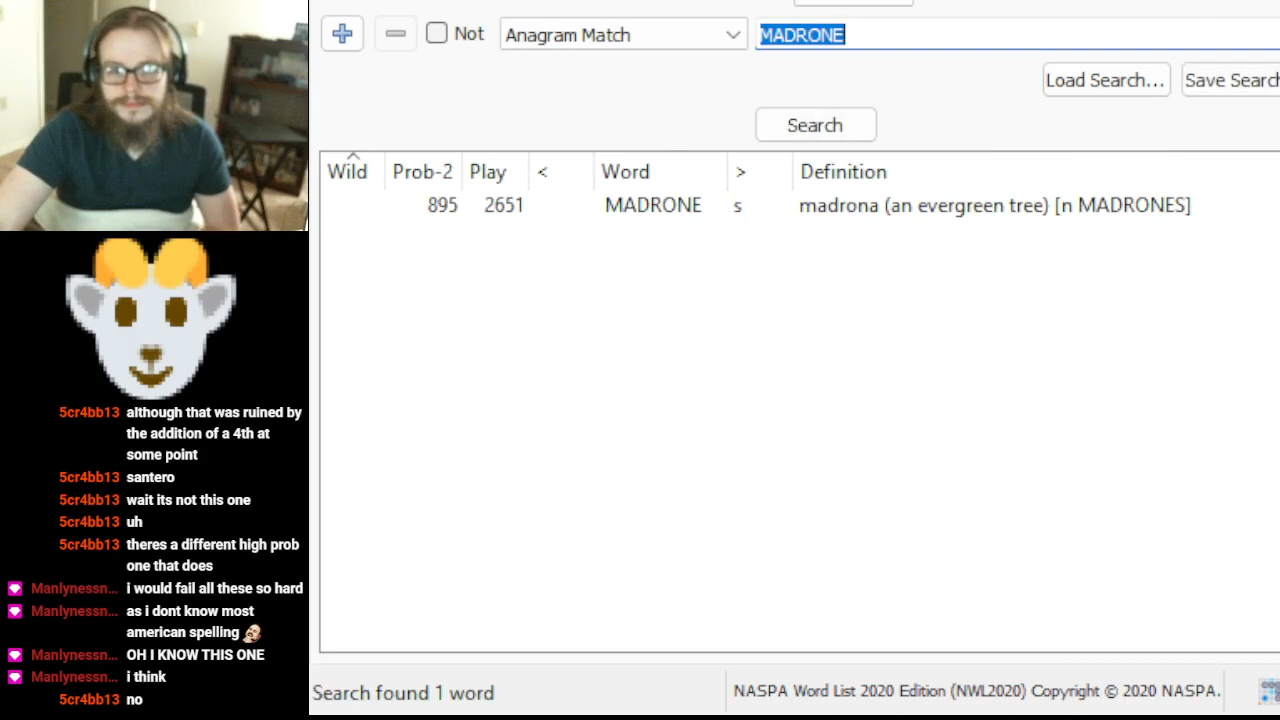 Not Anagram Match MADRONE
Load Search... Save Search
Search
Wild Prob-2 Play < Word > Definition
895 2651 MADRONE s madrona (an evergreen tree) [n MADRONES]
Search found 1 word NASPA Word List 2020 Edition (NWL2020) Copyright © 2020 NASPA.
5cr4bb13 although that was ruined by
the addition of a 4th at
some point
5cr4bb13 santero
5cr4bb13 wait its not this one
5cr4bb13 uh
5cr4bb13 theres a different high prob
one that does
Manlynessn... i would fail all these so hard
Manlynessn... as i dont know most
american spelling
Manlynessn... OH I KNOW THIS ONE
Manlynessn... i think
5cr4bb13 no